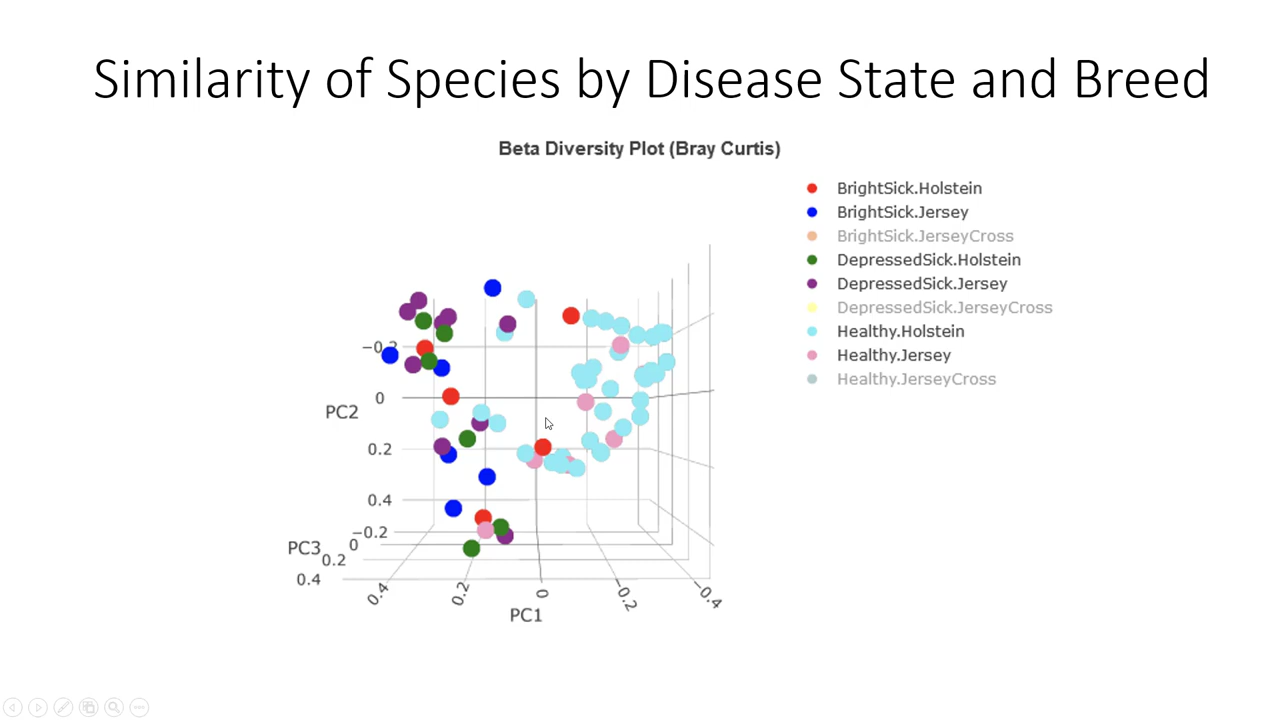 Similarity of Species by Disease State and Breed
Beta Diversity Plot (Bray Curtis)
BrightSick.Holstein
BrightSick.Jersey
BrightSick.JerseyCross
DepressedSick.Holstein
DepressedSick.Jersey
DepressedSick.JerseyCross
Healthy.Holstein
Healthy.Jersey
Healthy.JerseyCross
−0.2
0
PC2
0.2
0.4
−0.2
PC3
0
0.2
0.4
0.4
0.2
0
−0.2
−0.4
PC1